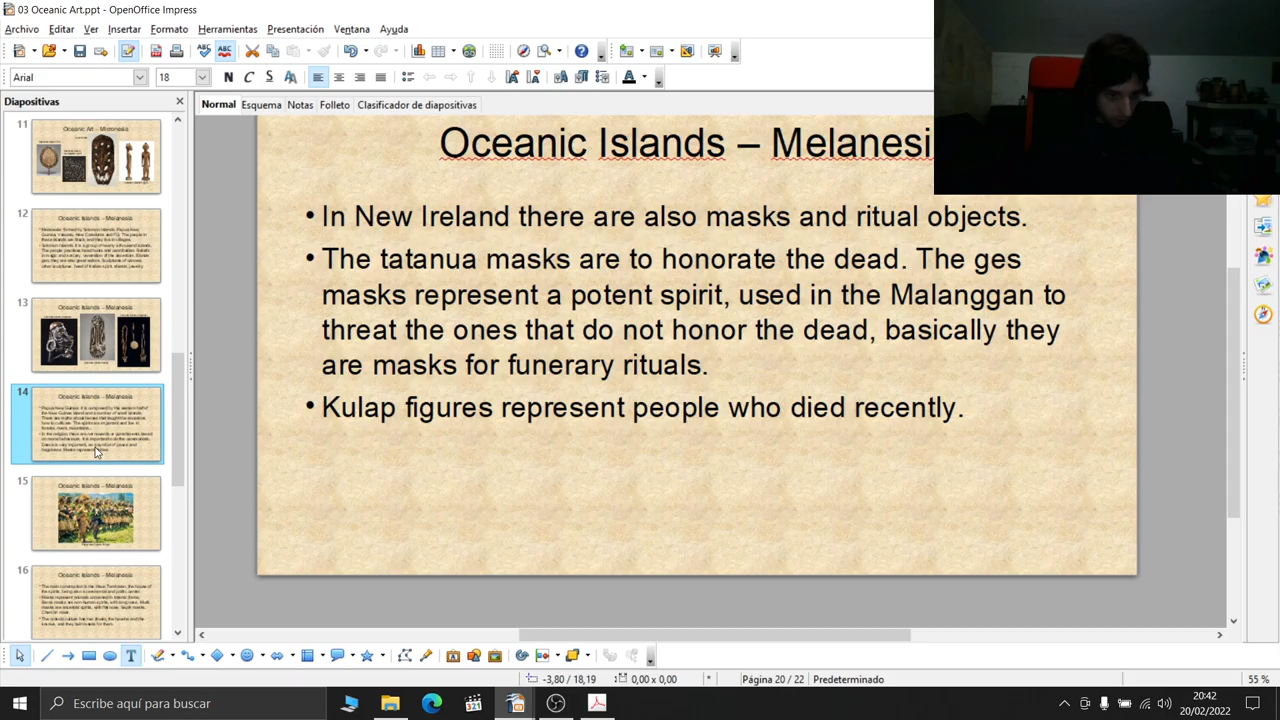 03 Oceanic Art.ppt - OpenOffice Impress
Archivo Editar Ver Insertar Formato Herramientas Presentación Ventana Ayuda
Arial 18 N C S A
Diapositivas
Normal Esquema Notas Folleto Clasificador de diapositivas
11
Oceanic Art – Micronesia
12
Oceanic Islands – Melanesia
13
Oceanic Islands – Melanesia
14
Oceanic Islands – Melanesia
15
Oceanic Islands – Melanesia
16
Oceanic Islands – Melanesia
Oceanic Islands – Melanesi
• In New Ireland there are also masks and ritual objects.
• The tatanua masks are to honorate the dead. The ges
masks represent a potent spirit, used in the Malanggan to
threat the ones that do not honor the dead, basically they
are masks for funerary rituals.
• Kulap figures represent people who died recently.
-3,80 / 18,19 0,00 x 0,00 * Página 20 / 22 Predeterminado 55 %
Escribe aquí para buscar
20:42
20/02/2022